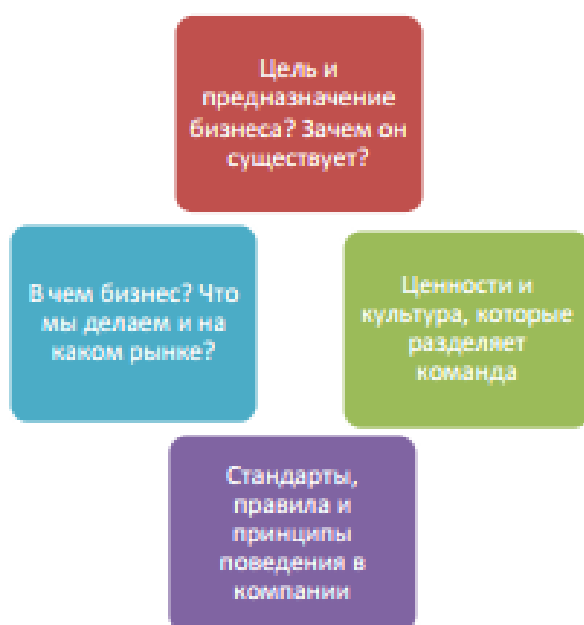 Цель и
предназначение
бизнеса? Зачем он
существует?
В чем бизнес? Что
мы делаем и на
каком рынке?
Ценности и
культура, которые
разделяет
команда
Стандарты,
правила и
принципы
поведения в
компании